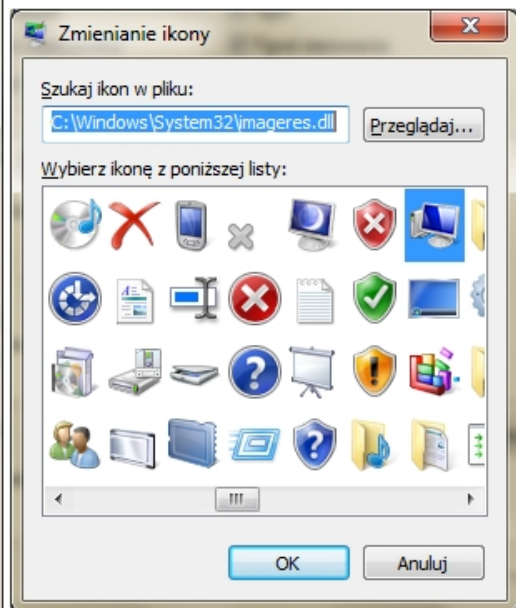 Zmienianie ikony
Szukaj ikon w pliku:
C:\Windows\System32\imageres.dll
Przeglądaj...
Wybierz ikonę z poniższej listy:
OK
Anuluj